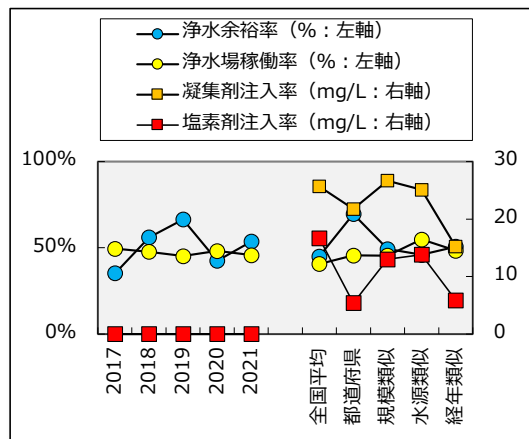 浄水余裕率（%：左軸）
浄水場稼働率（%：左軸）
凝集剤注入率（mg/L：右軸）
塩素剤注入率（mg/L：右軸）
100%
50%
0%
30
20
10
0
2017
2018
2019
2020
2021
全国平均
都道府県
規模類似
水源類似
経年類似